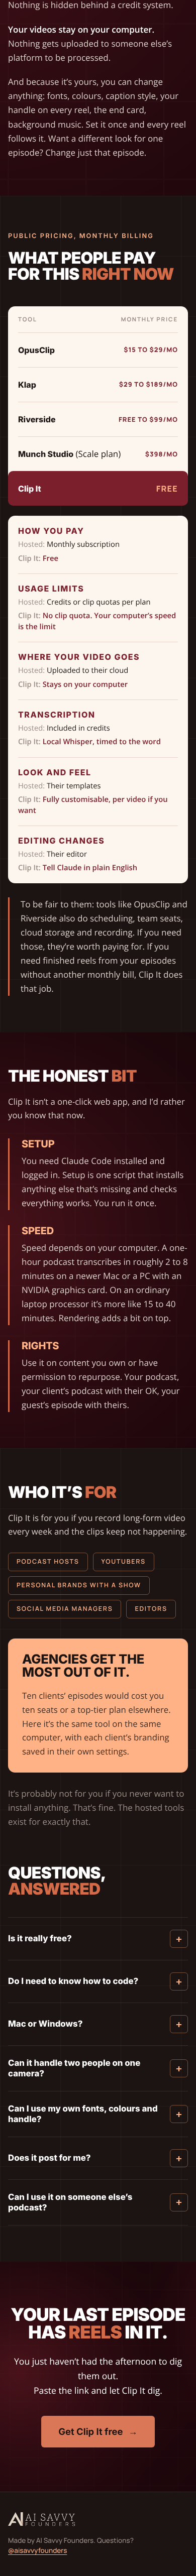 Nothing is hidden behind a credit system.
Your videos stay on your computer.
Nothing gets uploaded to someone else's
platform to be processed.
And because it's yours, you can change
anything: fonts, colours, caption style, your
handle on every reel, the end card,
background music. Set it once and every reel
follows it. Want a different look for one
episode? Change just that episode.
PUBLIC PRICING, MONTHLY BILLING
WHAT PEOPLE PAY
FOR THIS RIGHT NOW
TOOL MONTHLY PRICE
OpusClip $15 TO $29/MO
Klap $29 TO $189/MO
Riverside FREE TO $99/MO
Munch Studio (Scale plan) $398/MO
Clip It FREE
HOW YOU PAY
Hosted: Monthly subscription
Clip It: Free
USAGE LIMITS
Hosted: Credits or clip quotas per plan
Clip It: No clip quota. Your computer's speed
is the limit
WHERE YOUR VIDEO GOES
Hosted: Uploaded to their cloud
Clip It: Stays on your computer
TRANSCRIPTION
Hosted: Included in credits
Clip It: Local Whisper, timed to the word
LOOK AND FEEL
Hosted: Their templates
Clip It: Fully customisable, per video if you
want
EDITING CHANGES
Hosted: Their editor
Clip It: Tell Claude in plain English
To be fair to them: tools like OpusClip and
Riverside also do scheduling, team seats,
cloud storage and recording. If you need
those, they're worth paying for. If you
need finished reels from your episodes
without another monthly bill, Clip It does
that job.
THE HONEST BIT
Clip It isn't a one-click web app, and I'd rather
you know that now.
SETUP
You need Claude Code installed and
logged in. Setup is one script that installs
anything else that's missing and checks
everything works. You run it once.
SPEED
Speed depends on your computer. A one-
hour podcast transcribes in roughly 2 to 8
minutes on a newer Mac or a PC with an
NVIDIA graphics card. On an ordinary
laptop processor it's more like 15 to 40
minutes. Rendering adds a bit on top.
RIGHTS
Use it on content you own or have
permission to repurpose. Your podcast,
your client's podcast with their OK, your
guest's episode with theirs.
WHO IT'S FOR
Clip It is for you if you record long-form video
every week and the clips keep not happening.
PODCAST HOSTS YOUTUBERS
PERSONAL BRANDS WITH A SHOW
SOCIAL MEDIA MANAGERS EDITORS
AGENCIES GET THE
MOST OUT OF IT.
Ten clients' episodes would cost you
ten seats or a top-tier plan elsewhere.
Here it's the same tool on the same
computer, with each client's branding
saved in their own settings.
It's probably not for you if you never want to
install anything. That's fine. The hosted tools
exist for exactly that.
QUESTIONS,
ANSWERED
Is it really free? +
Do I need to know how to code? +
Mac or Windows? +
Can it handle two people on one
camera? +
Can I use my own fonts, colours and
handle? +
Does it post for me? +
Can I use it on someone else's
podcast? +
YOUR LAST EPISODE
HAS REELS IN IT.
You just haven't had the afternoon to dig
them out.
Paste the link and let Clip It dig.
Get Clip It free →
AI AI SAVVY
FOUNDERS
Made by AI Savvy Founders. Questions?
@aisavvyfounders